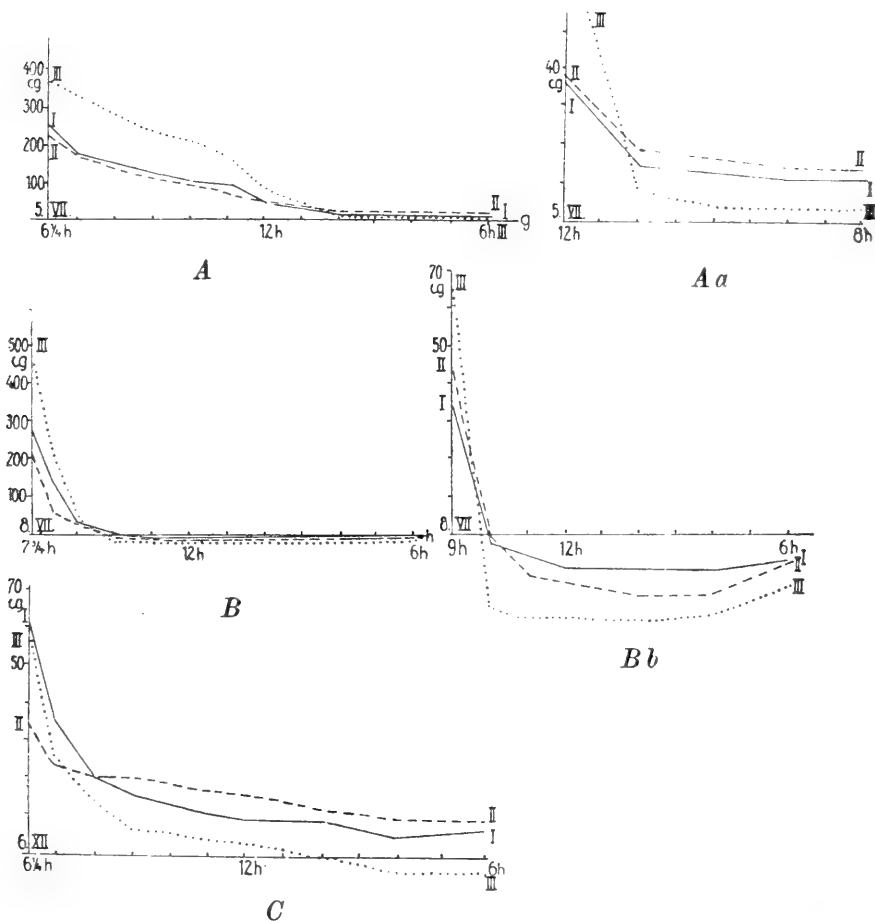 400
cg
III
300
I
200
II
100
5. VII.
6¼h 12h 6h g
II
I
III
A
III
40
cg
II
I
II
I
5.
VII.
12h 8h
A a
500 III
cg
400
300
200
100
8. VII.
7¾h 12h 6h
B
70
cg
III
50
II
I
8. VII
9h 12h 6h
I
II
III
B b
70
cg
I
III
50
II
6. XII
6¼h 12h 6h
II
I
III
C